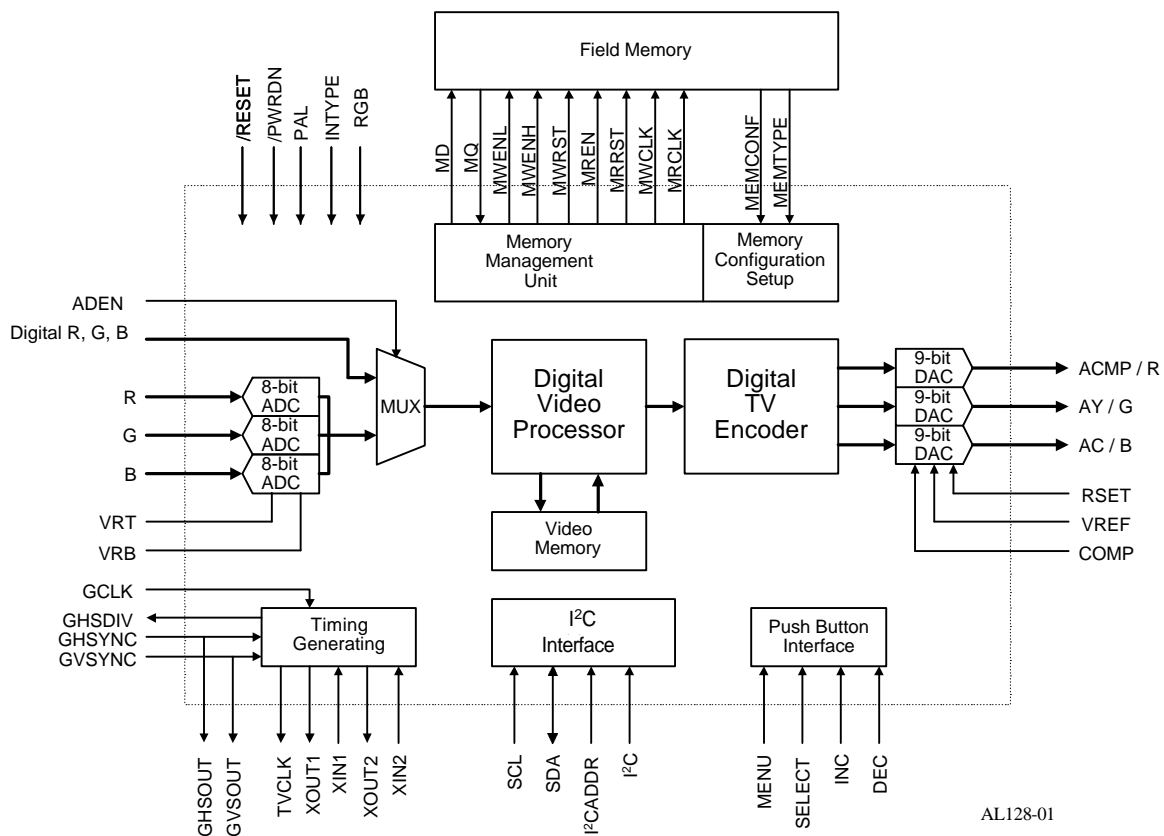 Field Memory
/RESET
/PWRDN
PAL
INTYPE
RGB
MD
MQ
MWENL
MWENH
MWRST
MREN
MRRST
MWCLK
MRCLK
MEMCONF
MEMTYPE
Memory
Management
Unit
Memory
Configuration
Setup
ADEN
Digital R, G, B
R
G
B
8-bit
ADC
8-bit
ADC
8-bit
ADC
MUX
Digital
Video
Processor
Digital
TV
Encoder
9-bit
DAC
9-bit
DAC
9-bit
DAC
ACMP / R
AY / G
AC / B
RSET
VREF
COMP
VRT
VRB
Video
Memory
GCLK
GHSDIV
GHSYNC
GVSYNC
Timing
Generating
I²C
Interface
Push Button
Interface
GHSOUT
GVSOUT
TVCLK
XOUT1
XIN1
XOUT2
XIN2
SCL
SDA
I²CADDR
I²C
MENU
SELECT
INC
DEC
AL128-01